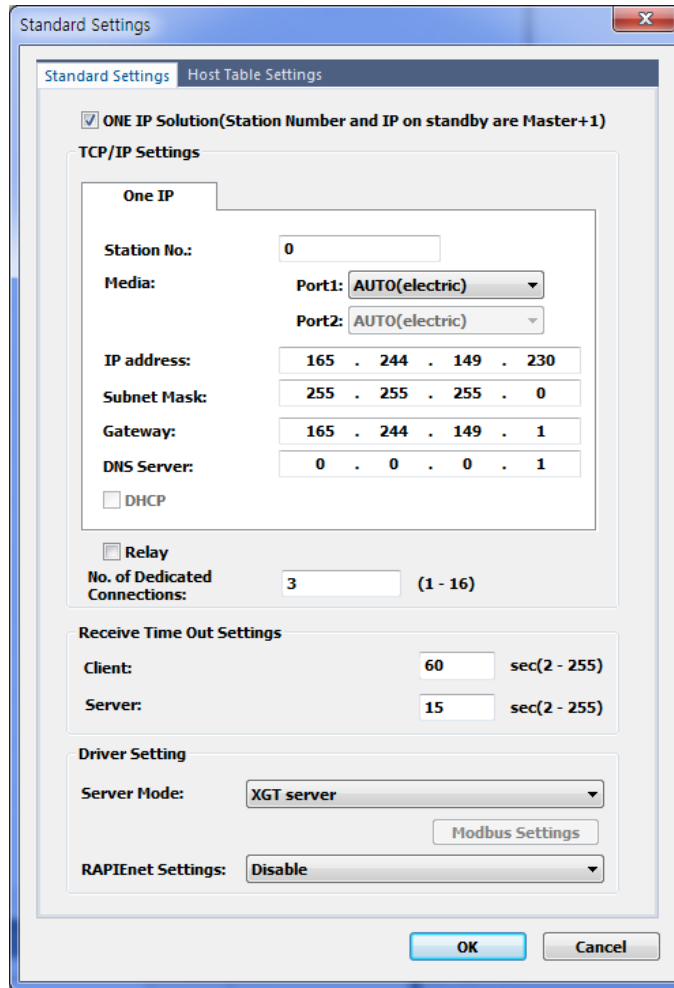 Standard Settings
Standard Settings Host Table Settings
ONE IP Solution(Station Number and IP on standby are Master+1)
TCP/IP Settings
One IP
Station No.: 0
Media: Port1: AUTO(electric)
Port2: AUTO(electric)
IP address: 165 . 244 . 149 . 230
Subnet Mask: 255 . 255 . 255 . 0
Gateway: 165 . 244 . 149 . 1
DNS Server: 0 . 0 . 0 . 1
DHCP
Relay
No. of Dedicated
Connections: 3 (1 - 16)
Receive Time Out Settings
Client: 60 sec(2 - 255)
Server: 15 sec(2 - 255)
Driver Setting
Server Mode: XGT server
Modbus Settings
RAPIEnet Settings: Disable
OK Cancel